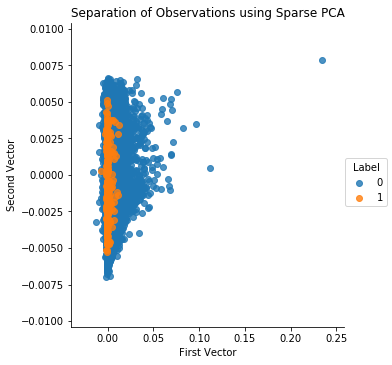 Separation of Observations using Sparse PCA
0.0100
0.0075
0.0050
0.0025
0.0000
−0.0025
−0.0050
−0.0075
−0.0100
Second Vector
0.00 0.05 0.10 0.15 0.20 0.25
First Vector
Label
0
1